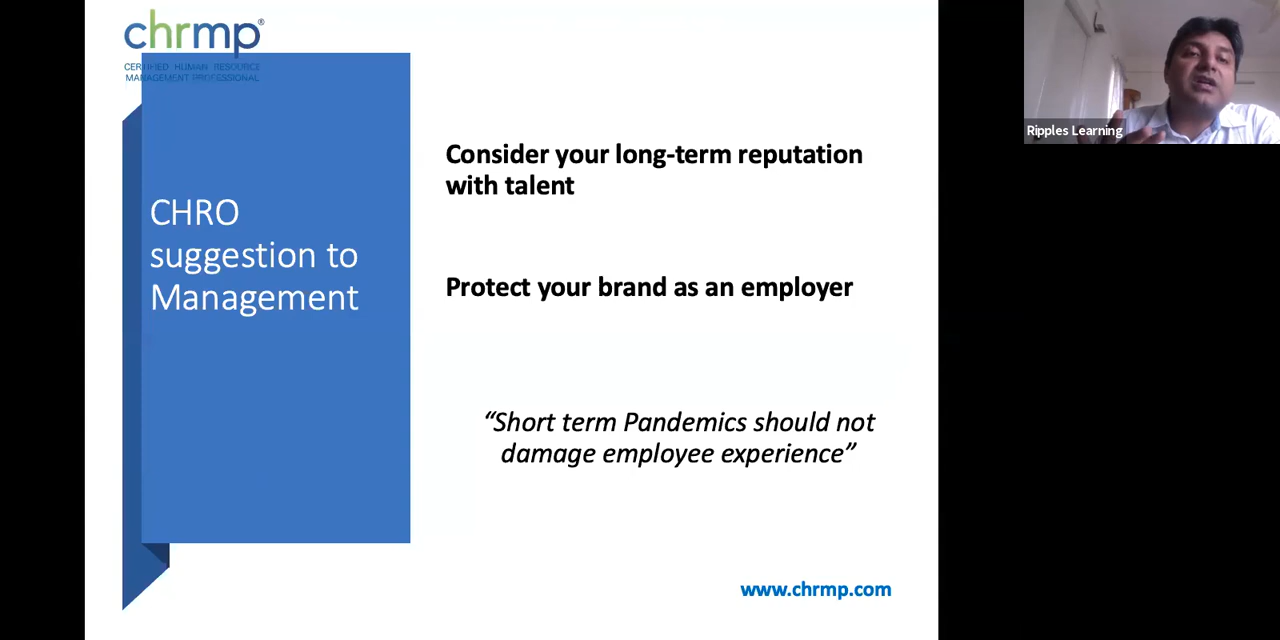 chrmp®
CERTIFIED HUMAN RESOURCE
MANAGEMENT PROFESSIONAL
CHRO
suggestion to
Management
Consider your long-term reputation
with talent
Protect your brand as an employer
“Short term Pandemics should not
damage employee experience”
www.chrmp.com
Ripples Learning